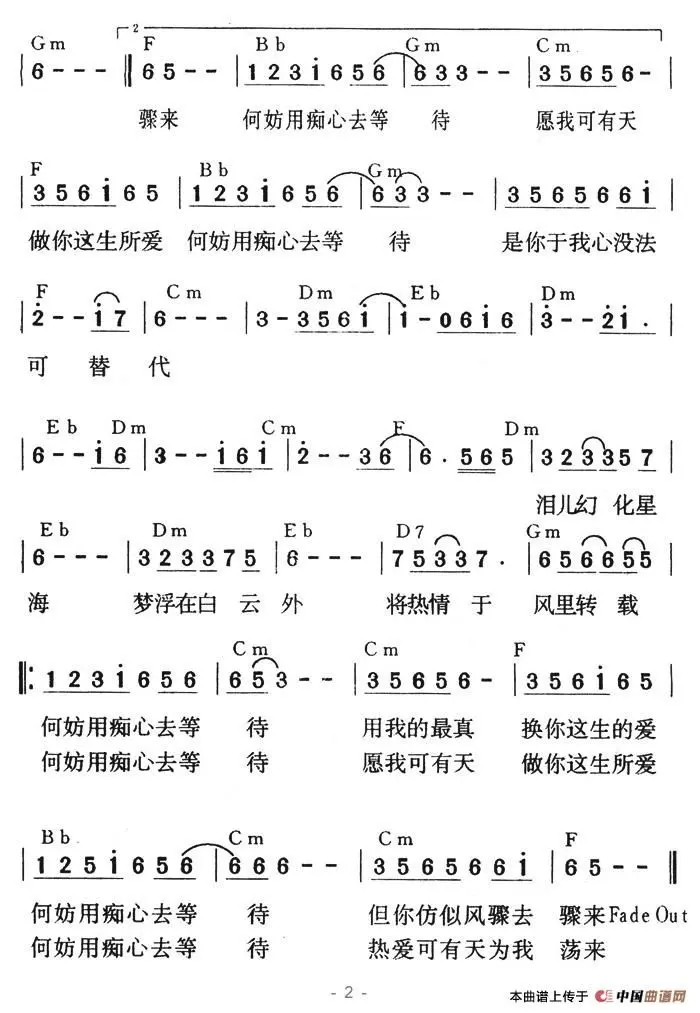 2
Gm F Bb Gm Cm
6 - - - ‖ 6 5 - - | 1 2 3 i 6 5 6 | 6 3 3 - - | 3 5 6 5 6 - |
骤来 何妨用痴心去等 待 愿我可有天
F Bb Gm
| 3 5 6 i 6 5 | 1 2 3 i 6 5 6 | 6 3 3 - - | 3 5 6 5 6 6 i |
做你这生所爱 何妨用痴心去等 待 是你于我心没法
F Cm Dm Eb Dm
| 2 - - i 7 | 6 - - - | 3 - 3 5 6 i | i - 0 6 i 6 | 3 - - 2 i . |
可 替 代
Eb Dm Cm F Dm
| 6 - - i 6 | 3 - - i 6 i | 2 - - 3 6 | 6 . 5 6 5 | 3 2 3 3 5 7 |
泪儿幻 化星
Eb Dm Eb D7 Gm
| 6 - - - | 3 2 3 3 7 5 | 6 - - - | 7 5 3 3 7 . | 6 5 6 6 5 5 |
海 梦浮在白 云 外 将热情 于 风里转 载
Cm Cm F
‖: 1 2 3 i 6 5 6 | 6 5 3 - - | 3 5 6 5 6 - | 3 5 6 i 6 5 |
何妨用痴心去等 待 用我的最真 换你这生的爱
何妨用痴心去等 待 愿我可有天 做你这生所爱
Bb Cm Cm F
| 1 2 5 i 6 5 6 | 6 6 6 - - | 3 5 6 5 6 6 i | 6 5 - - ‖
何妨用痴心去等 待 但你仿似风骤去 骤来Fade Out
何妨用痴心去等 待 热爱可有天为我 荡来
- 2 -
本曲谱上传于 中国曲谱网